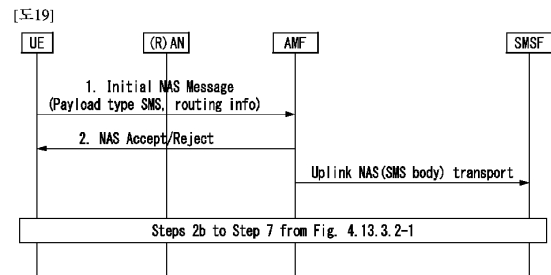 [도19]
UE
(R)AN
AMF
SMSF
1. Initial NAS Message
(Payload type SMS, routing info)
2. NAS Accept/Reject
Uplink NAS(SMS body) transport
Steps 2b to Step 7 from Fig. 4.13.3.2-1